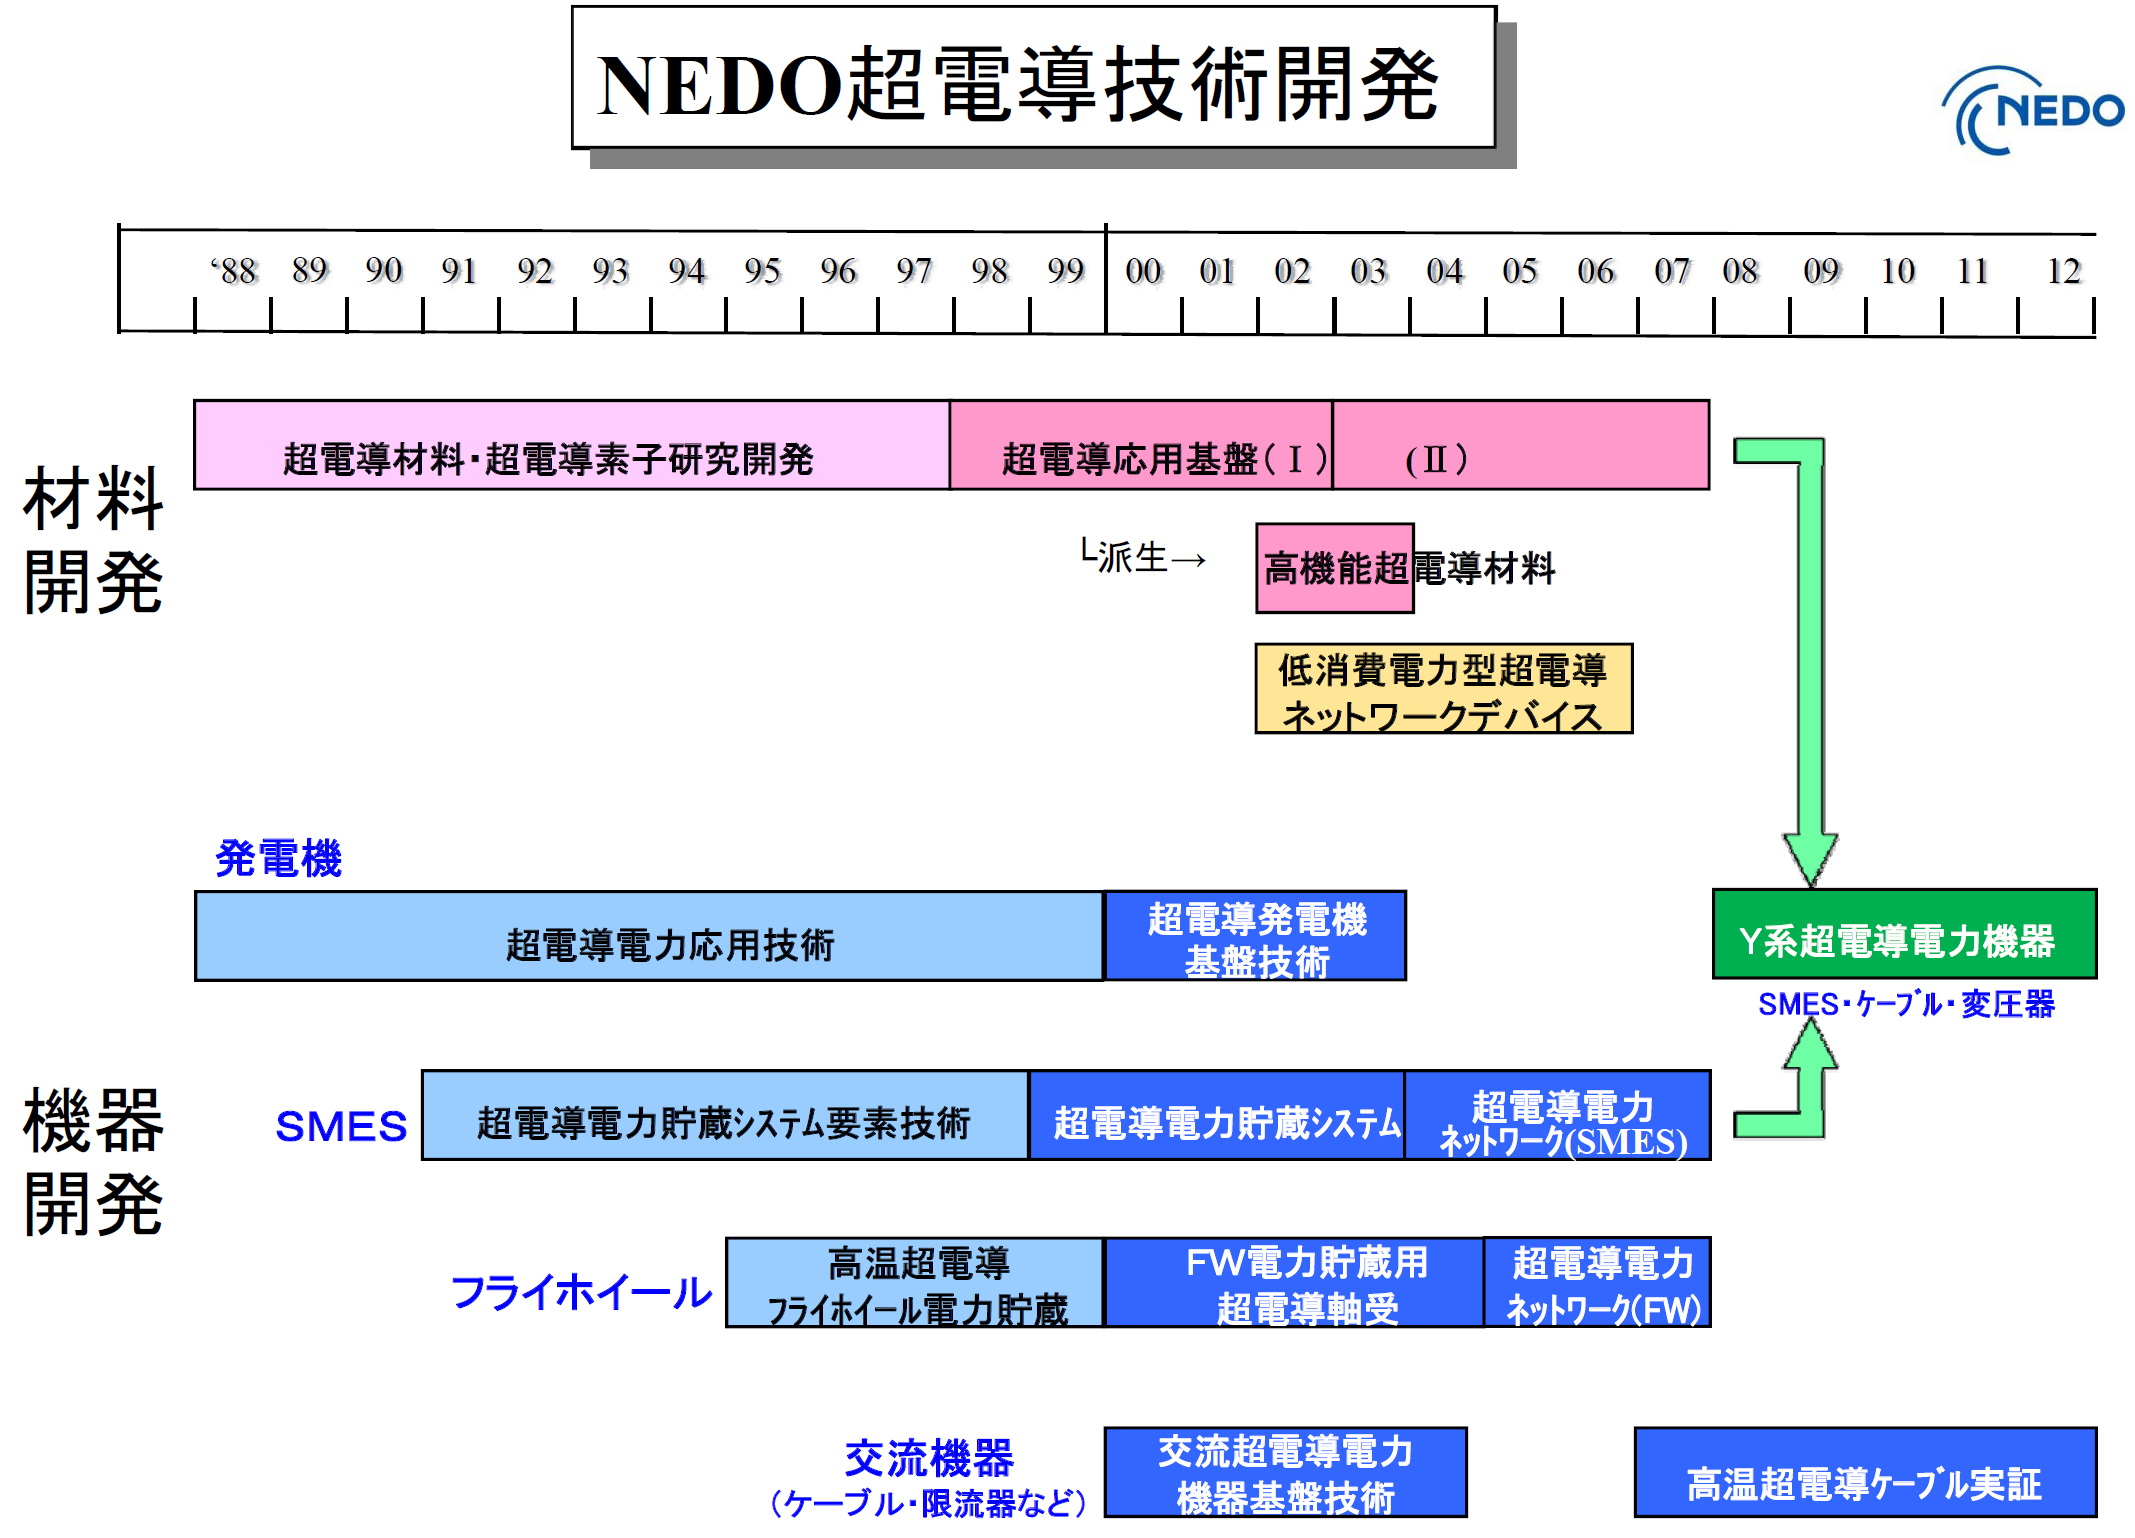 NEDO超電導技術開発
NEDO
‘88 89 90 91 92 93 94 95 96 97 98 99 00 01 02 03 04 05 06 07 08 09 10 11 12
材料
開発
超電導材料・超電導素子研究開発
超電導応用基盤(Ⅰ)
(Ⅱ)
└派生→
高機能超電導材料
低消費電力型超電導
ネットワークデバイス
機器
開発
発電機
超電導電力応用技術
超電導発電機
基盤技術
Y系超電導電力機器
SMES・ｹｰﾌﾞﾙ・変圧器
SMES
超電導電力貯蔵ｼｽﾃﾑ要素技術
超電導電力貯蔵ｼｽﾃﾑ
超電導電力
ﾈｯﾄﾜｰｸ(SMES)
フライホイール
高温超電導
ﾌﾗｲﾎｲｰﾙ電力貯蔵
FW電力貯蔵用
超電導軸受
超電導電力
ﾈｯﾄﾜｰｸ(FW)
交流機器
(ケーブル・限流器など)
交流超電導電力
機器基盤技術
高温超電導ｹｰﾌﾞﾙ実証